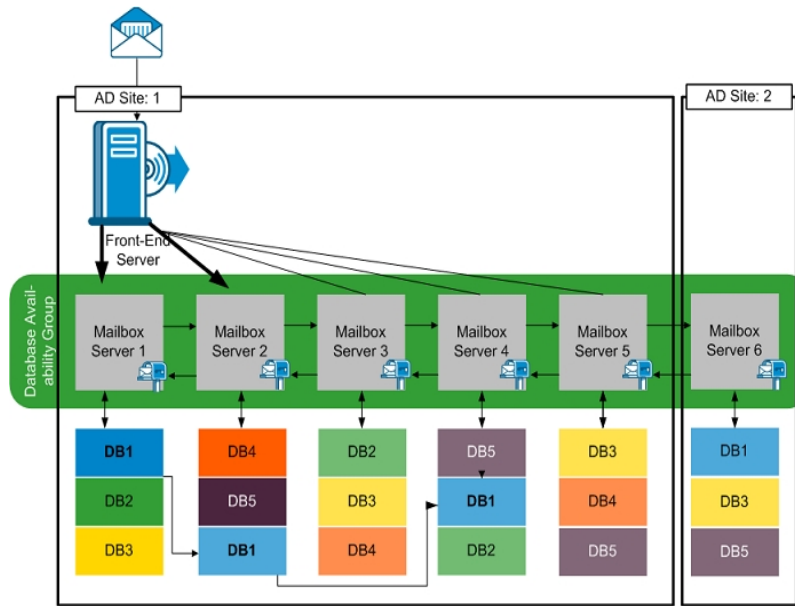 AD Site: 1
AD Site: 2
Front-End
Server
Database Avail-
ability Group
Mailbox
Server 1
Mailbox
Server 2
Mailbox
Server 3
Mailbox
Server 4
Mailbox
Server 5
Mailbox
Server 6
DB1
DB2
DB3
DB4
DB5
DB1
DB2
DB3
DB4
DB5
DB1
DB2
DB3
DB4
DB5
DB1
DB3
DB5